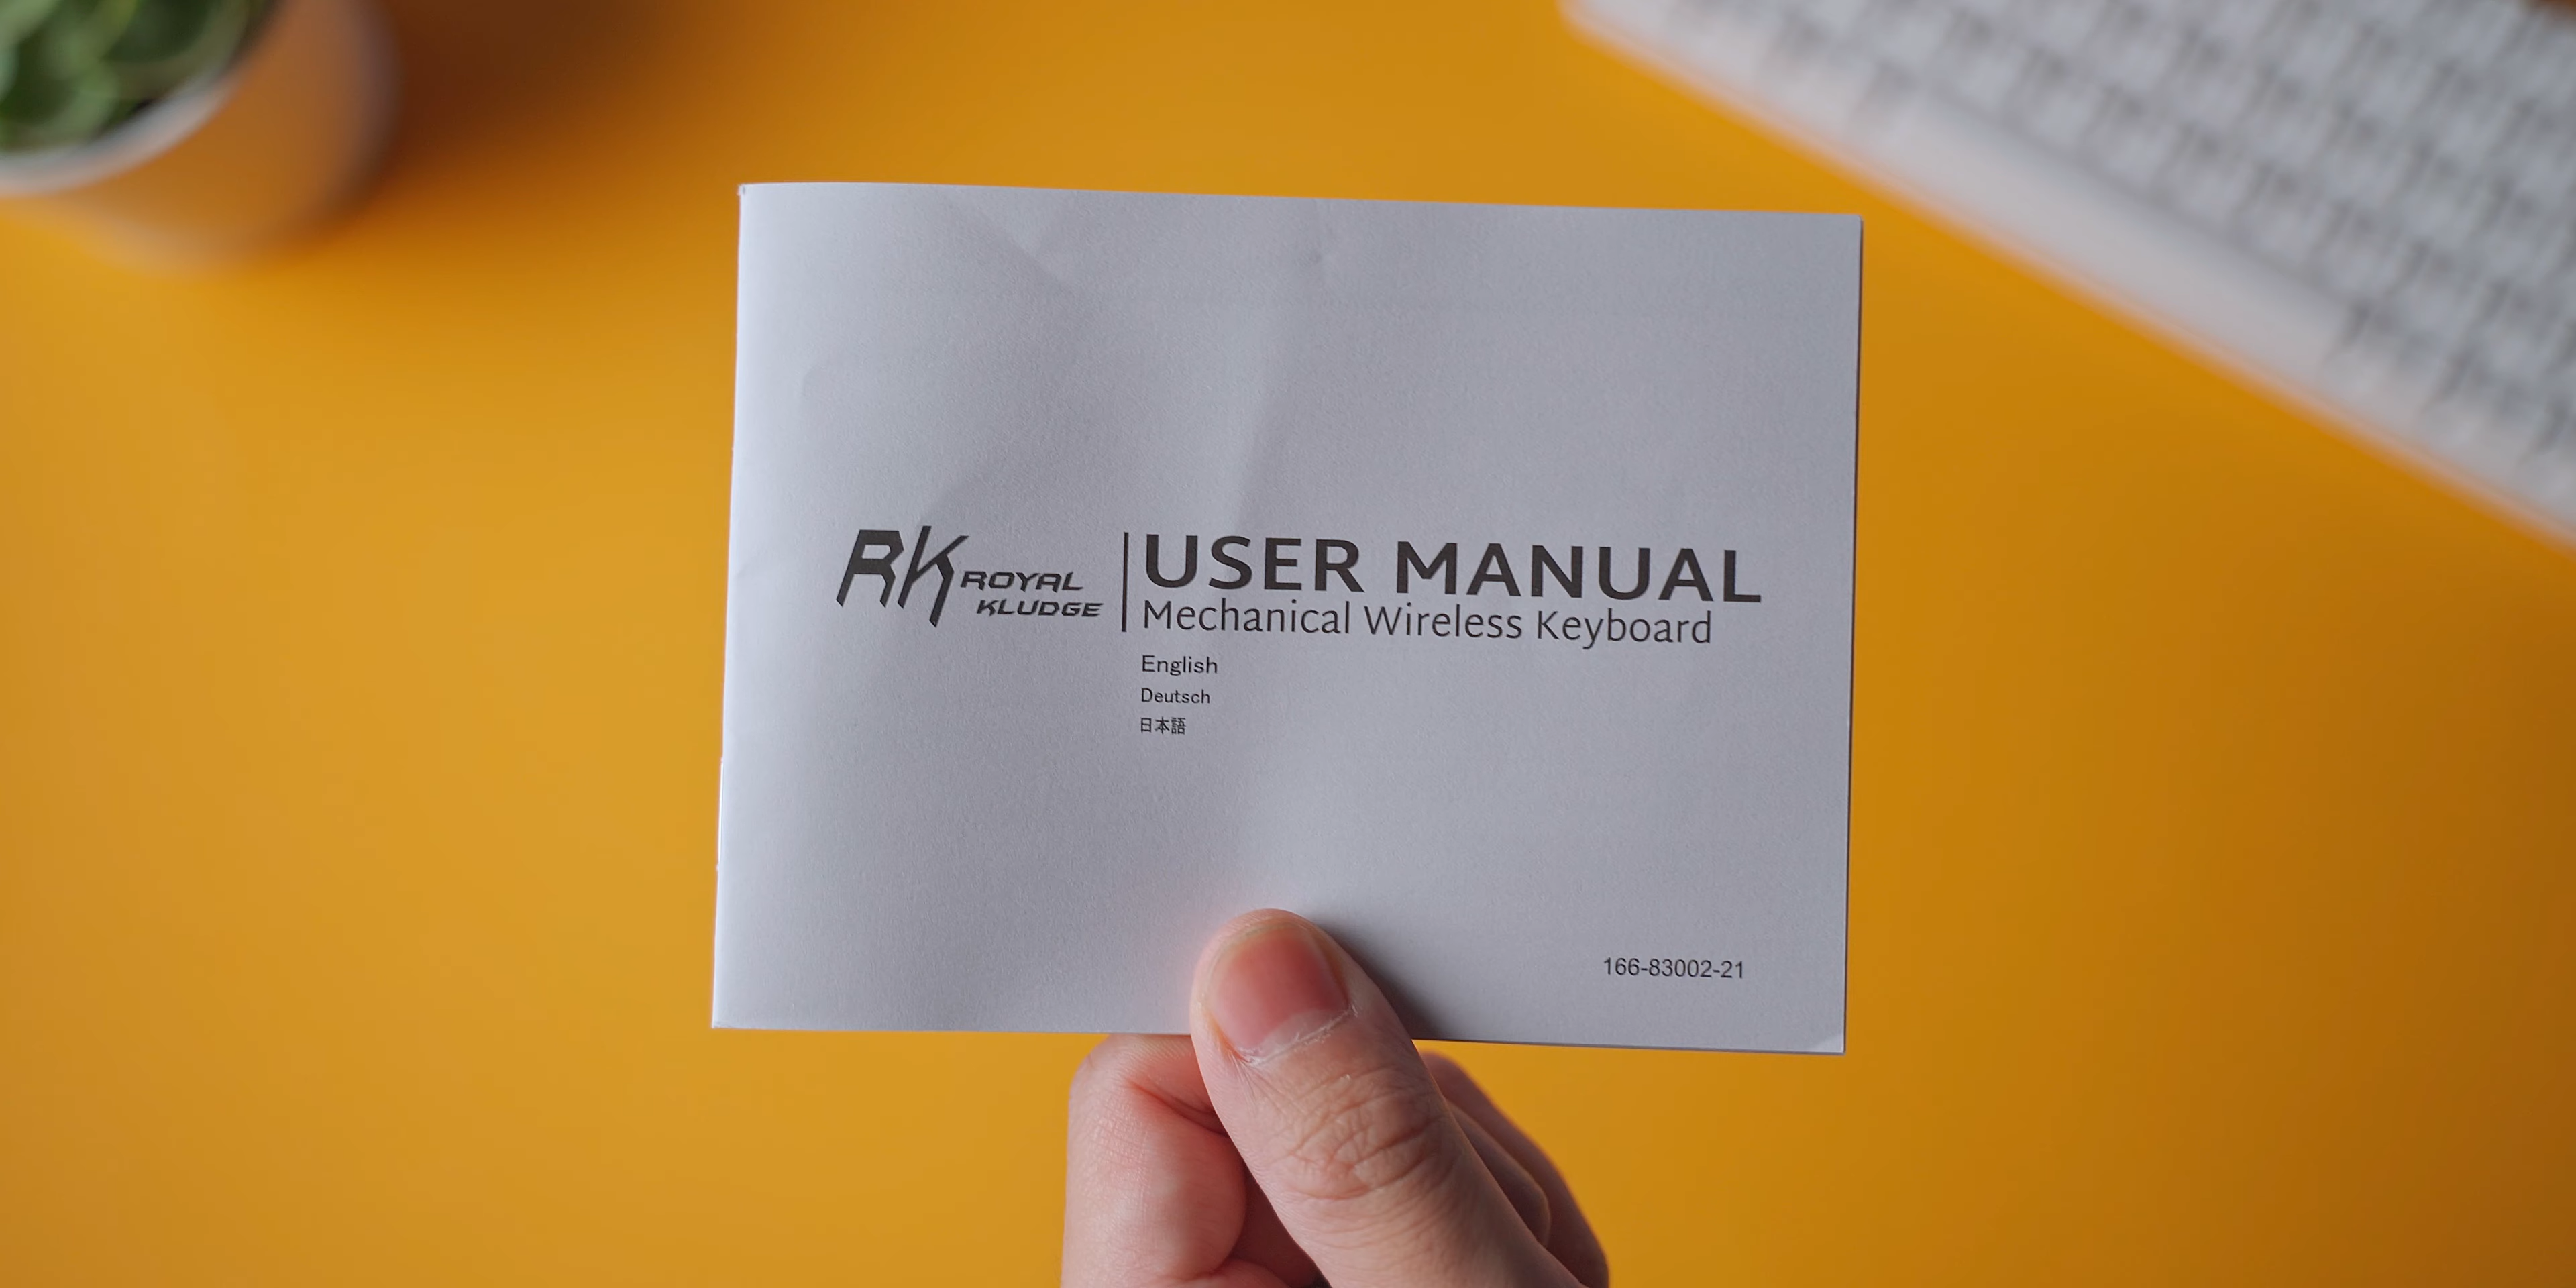 RK ROYAL
KLUDGE
USER MANUAL
Mechanical Wireless Keyboard
English
Deutsch
日本語
166-83002-21